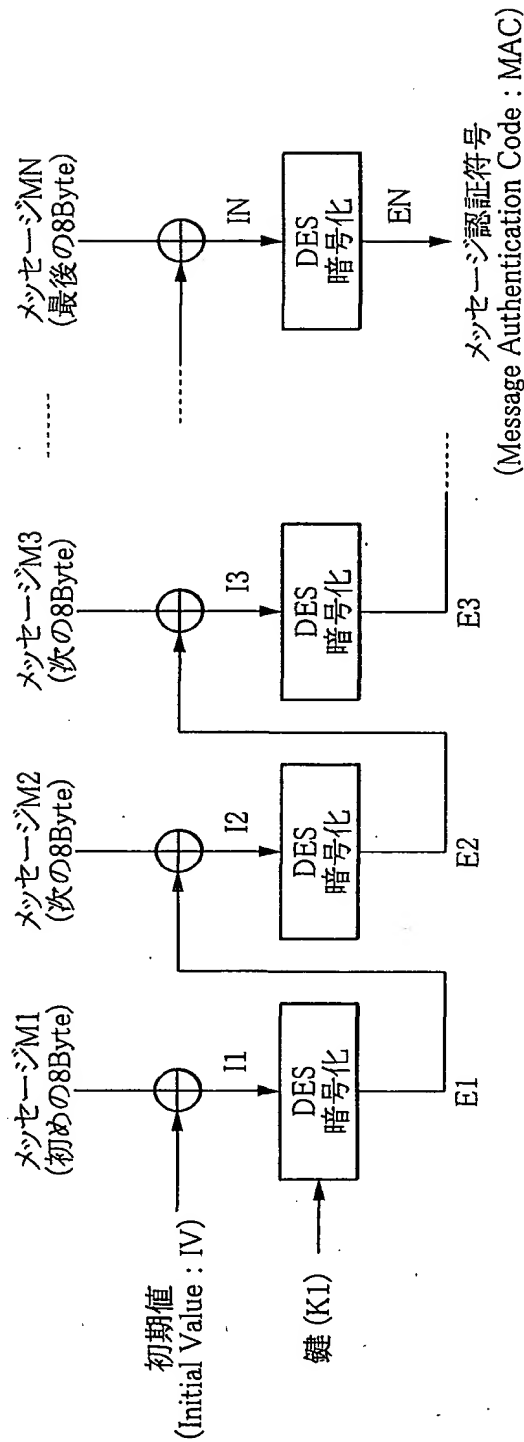 メッセージM1
(初めの8Byte)
メッセージM2
(次の8Byte)
メッセージM3
(次の8Byte)
........
メッセージMN
(最後の8Byte)
初期値
(Initial Value : IV)
I1
I2
I3
IN
鍵 (K1)
DES
暗号化
DES
暗号化
DES
暗号化
DES
暗号化
E1
E2
E3
EN
メッセージ認証符号
(Message Authentication Code : MAC)